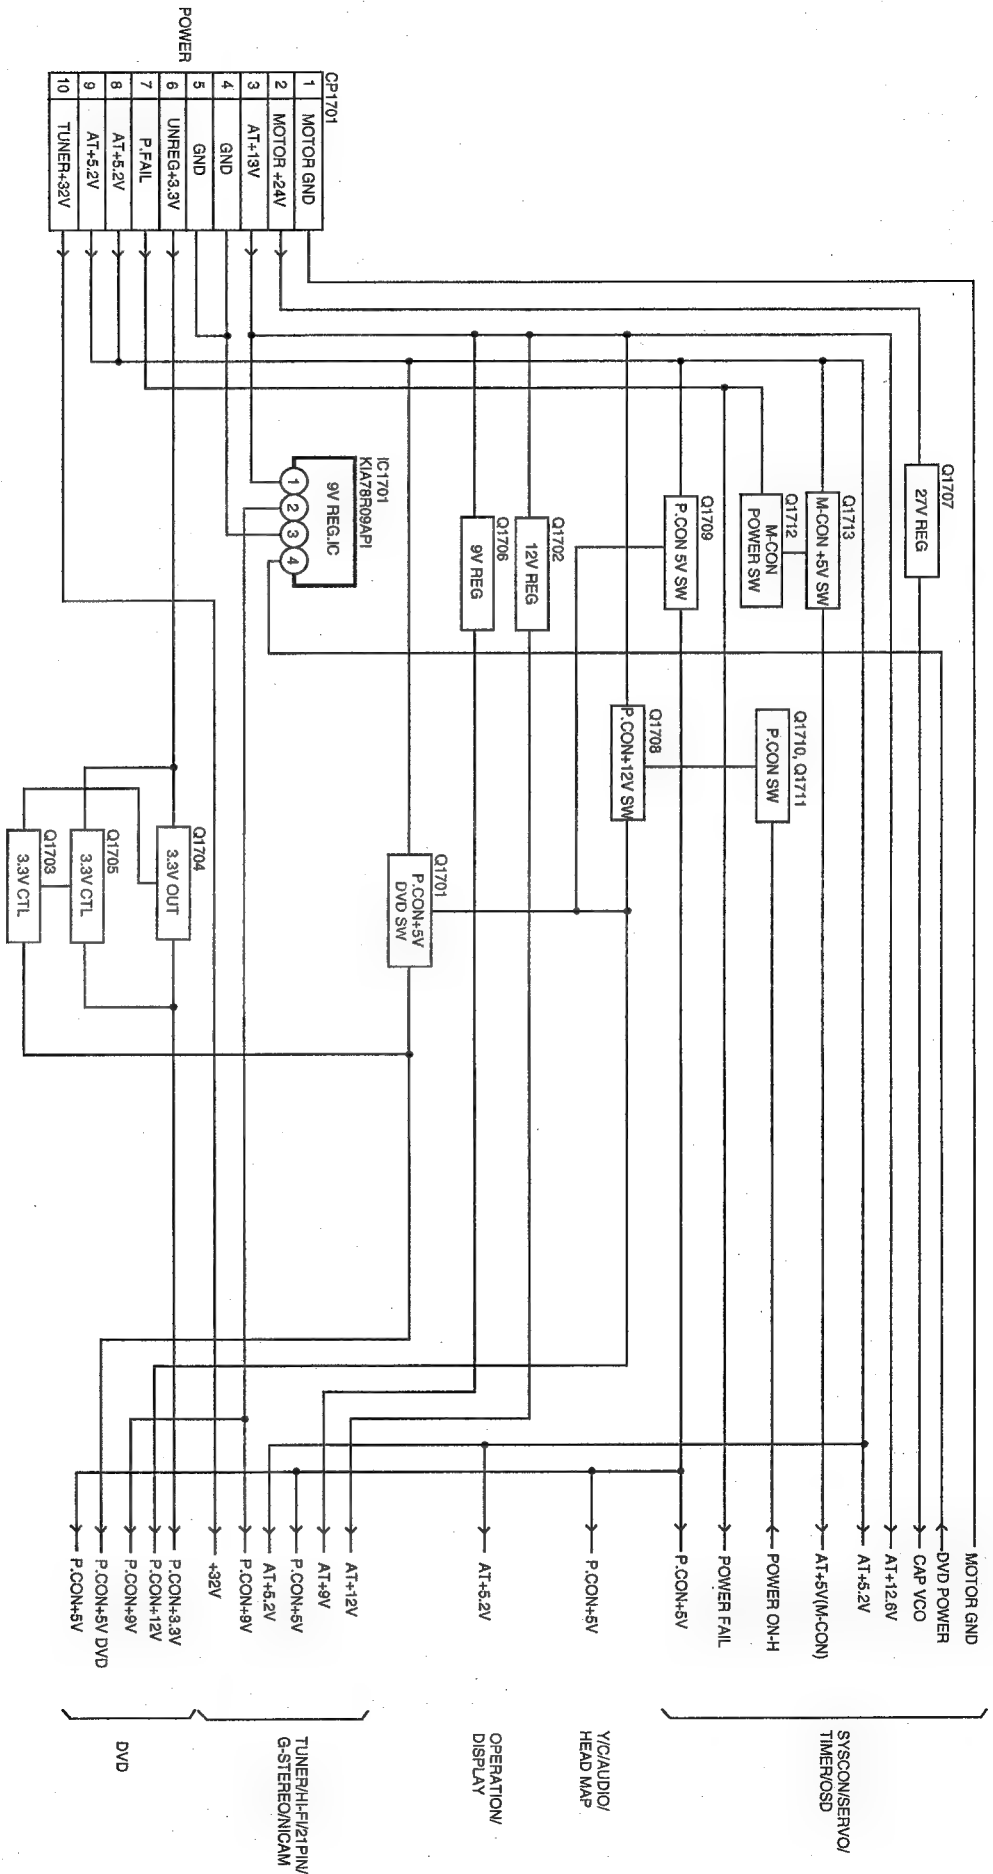 POWER
CP1701
1 MOTOR GND
2 MOTOR +24V
3 AT+13V
4 GND
5 GND
6 UNREG+3.3V
7 P.FAIL
8 AT+5.2V
9 AT+5.2V
10 TUNER+32V
Q1707
27V REG
Q1713
M-CON +5V SW
Q1712
M-CON
POWER SW
Q1709
P.CON 5V SW
Q1702
12V REG
Q1706
9V REG
IC1701
KIA78R09API
9V REG.IC
1
2
3
4
Q1710, Q1711
P.CON SW
Q1708
P.CON+12V SW
Q1701
P.CON+5V
DVD SW
Q1704
3.3V OUT
Q1705
3.3V CTL
Q1703
3.3V CTL
MOTOR GND
DVD POWER
CAP VCO
AT+12.6V
AT+5.2V
AT+5V(M-CON)
POWER ON-H
POWER FAIL
P.CON+5V
P.CON+5V
AT+5.2V
AT+12V
AT+9V
P.CON+5V
AT+5.2V
P.CON+9V
+32V
P.CON+3.3V
P.CON+12V
P.CON+9V
P.CON+5V DVD
P.CON+5V
SYSCON/SERVO/
TIMER/OSD
Y/C/AUDIO/
HEAD MAP
OPERATION/
DISPLAY
TUNER/HI-FI/21PIN/
G-STEREO/NICAM
DVD